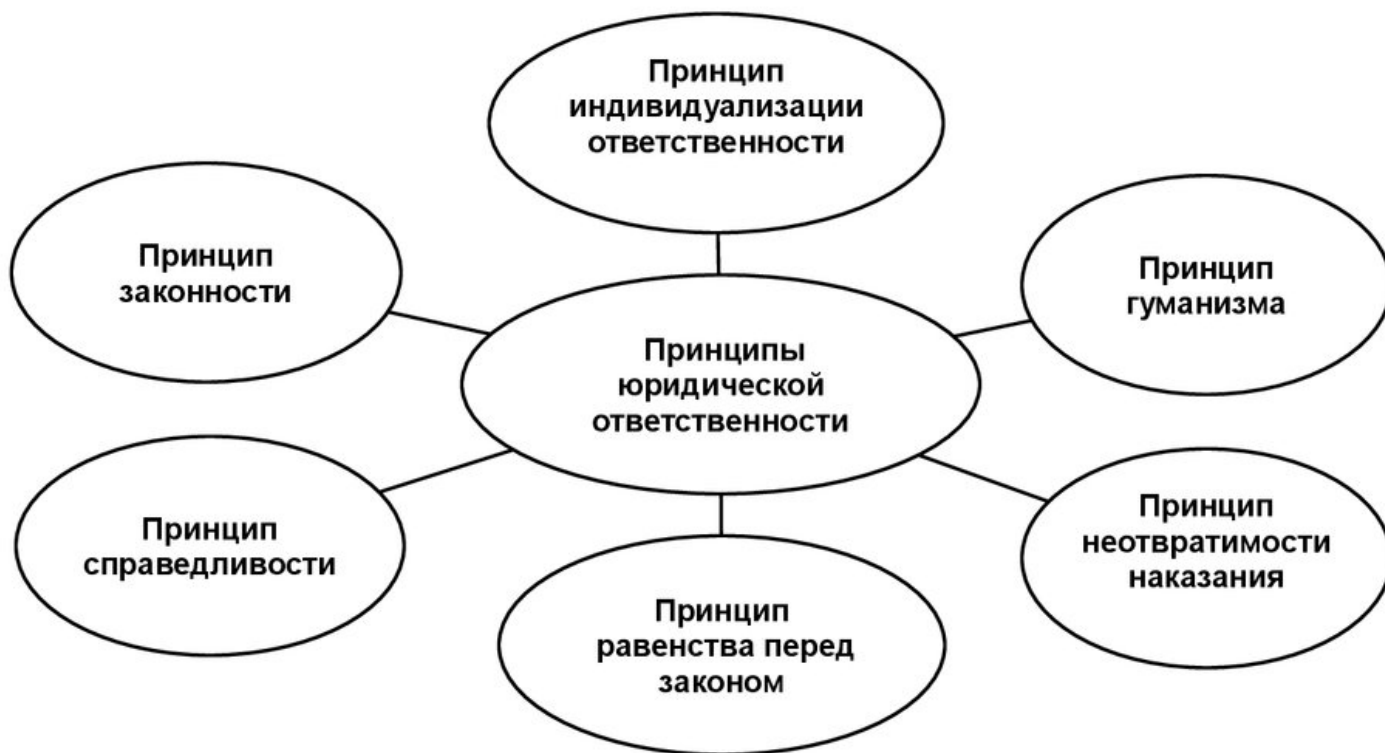 Принцип
индивидуализации
ответственности
Принцип
законности
Принцип
гуманизма
Принципы
юридической
ответственности
Принцип
справедливости
Принцип
неотвратимости
наказания
Принцип
равенства перед
законом